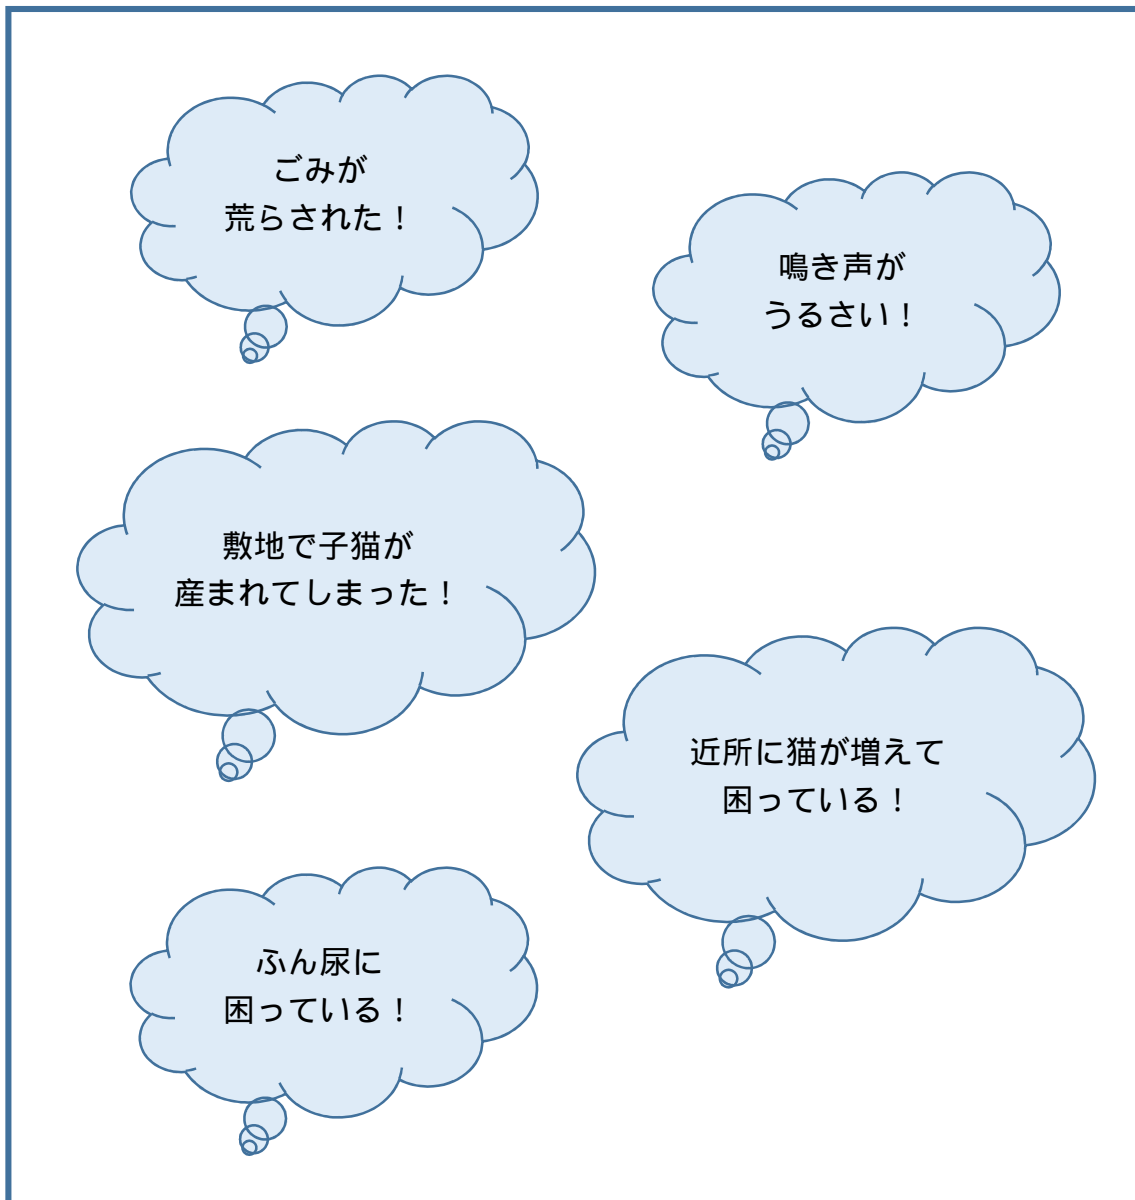 ごみが
荒らされた！
鳴き声が
うるさい！
敷地で子猫が
産まれてしまった！
近所に猫が増えて
困っている！
ふん尿に
困っている！